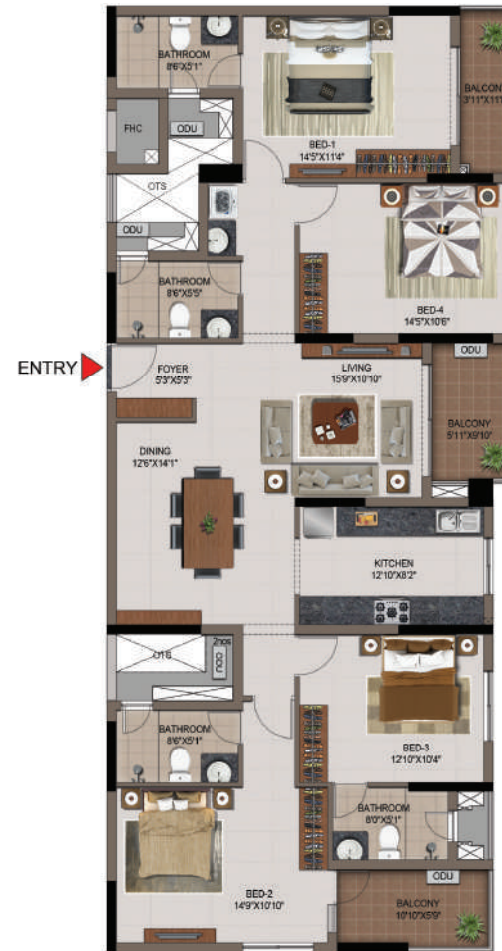 BATHROOM
8'6"X5'1"
BED-1
14'5"X11'4"
BALCON
3'11"X11'
FHC
ODU
OTS
ODU
BATHROOM
8'6"X5'5"
BED-4
14'5"X10'6"
ENTRY
FOYER
5'3"X5'3"
LIVING
15'9"X10'10"
ODU
BALCONY
5'11"X9'10"
DINING
12'6"X14'1"
KITCHEN
12'10"X8'2"
OTS
2nos
ODU
BATHROOM
8'6"X5'1"
BED-3
12'10"X10'4"
BATHROOM
8'0"X5'1"
BED-2
14'9"X10'10"
ODU
BALCONY
10'10"X5'9"